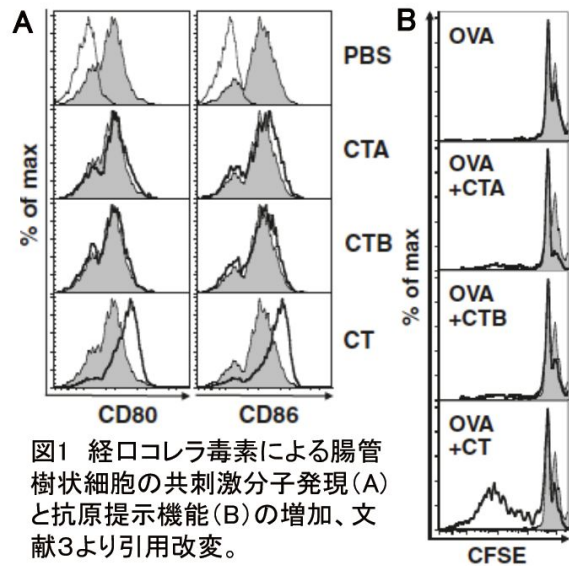 A
PBS
CTA
CTB
CT
% of max
CD80
CD86
B
OVA
OVA
+CTA
OVA
+CTB
OVA
+CT
% of max
CFSE
図1 経口コレラ毒素による腸管
樹状細胞の共刺激分子発現(A)
と抗原提示機能(B)の増加、文
献3より引用改変。